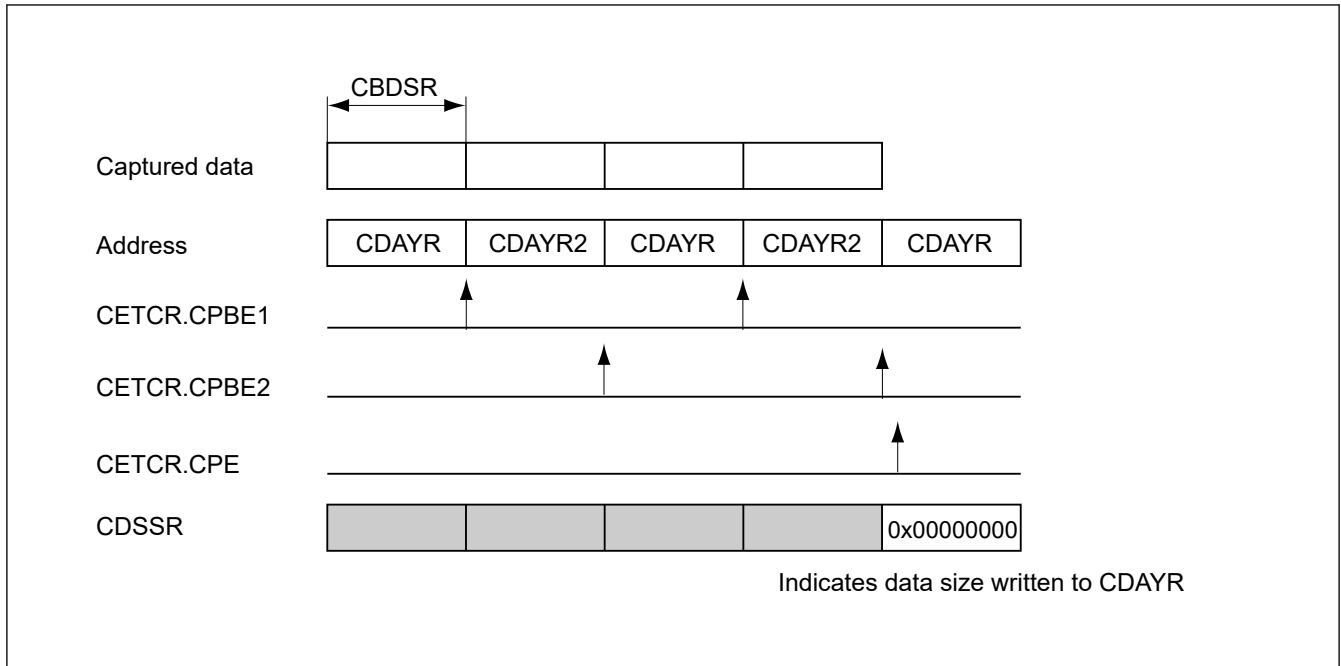 CBDSR
Captured data
Address CDAYR CDAYR2 CDAYR CDAYR2 CDAYR
CETCR.CPBE1
CETCR.CPBE2
CETCR.CPE
CDSSR 0x00000000
Indicates data size written to CDAYR